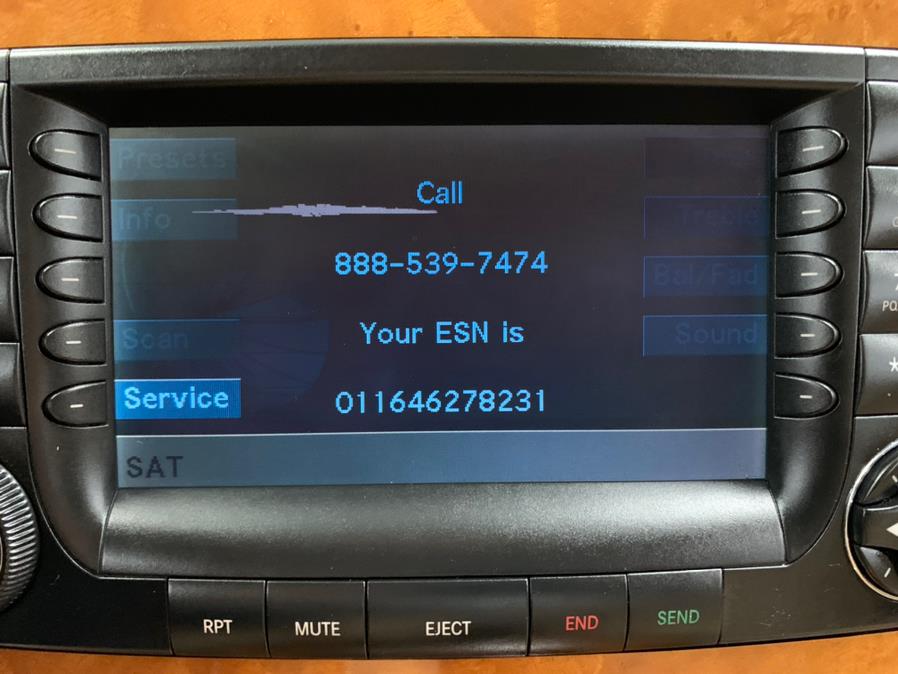 Presets
Call
Info
Treble
888-539-7474
Bal/Fad
Your ESN is
Scan
Sound
Service
011646278231
SAT
RPT
MUTE
EJECT
END
SEND
*